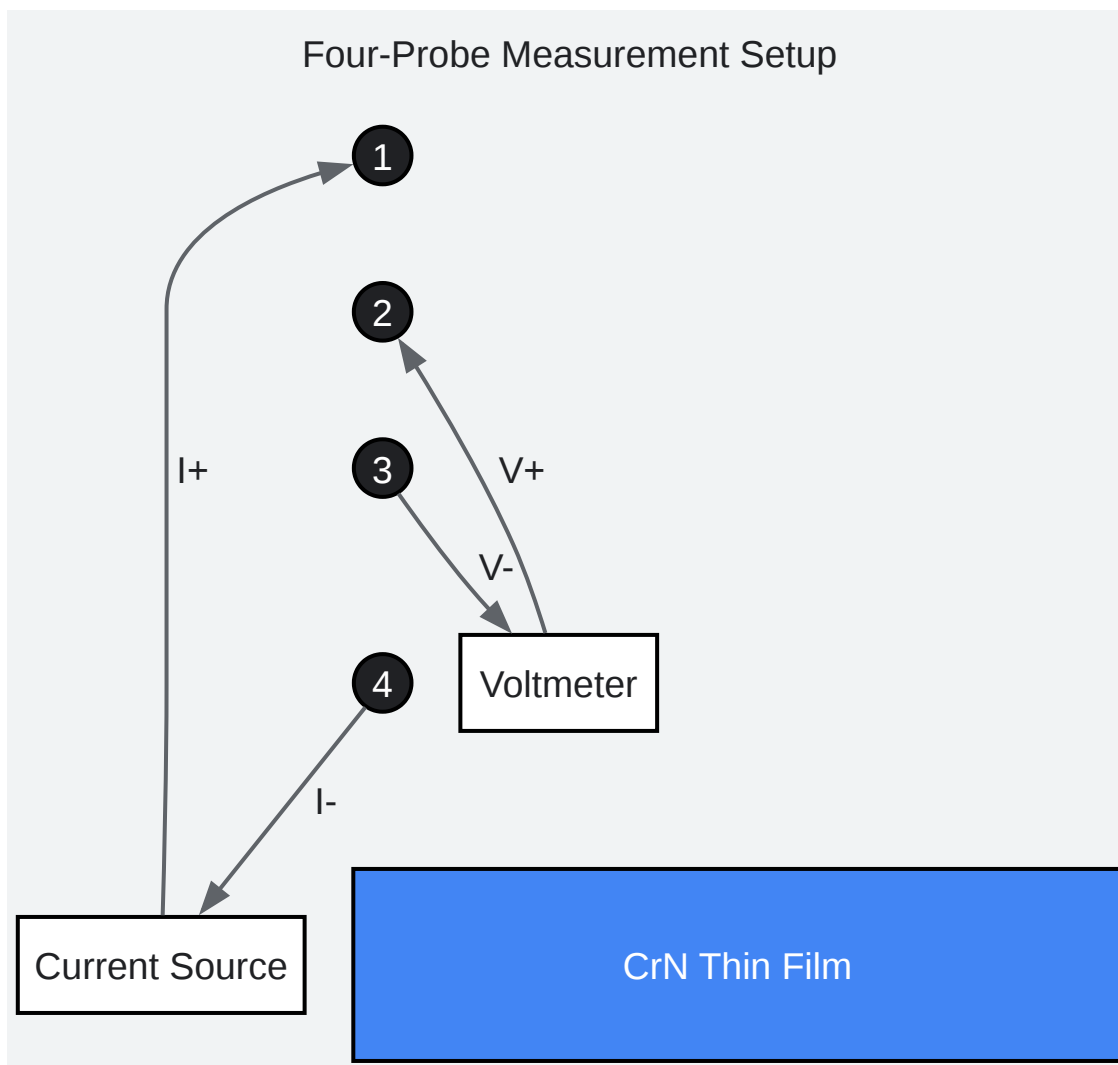 Four-Probe Measurement Setup
1
2
3
I+
V+
V-
4
Voltmeter
I-
Current Source
CrN Thin Film